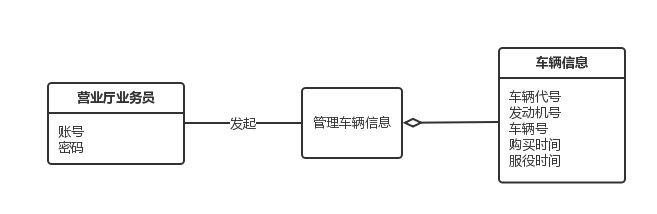 营业厅业务员
账号
密码
发起
管理车辆信息
车辆信息
车辆代号
发动机号
车辆号
购买时间
服役时间